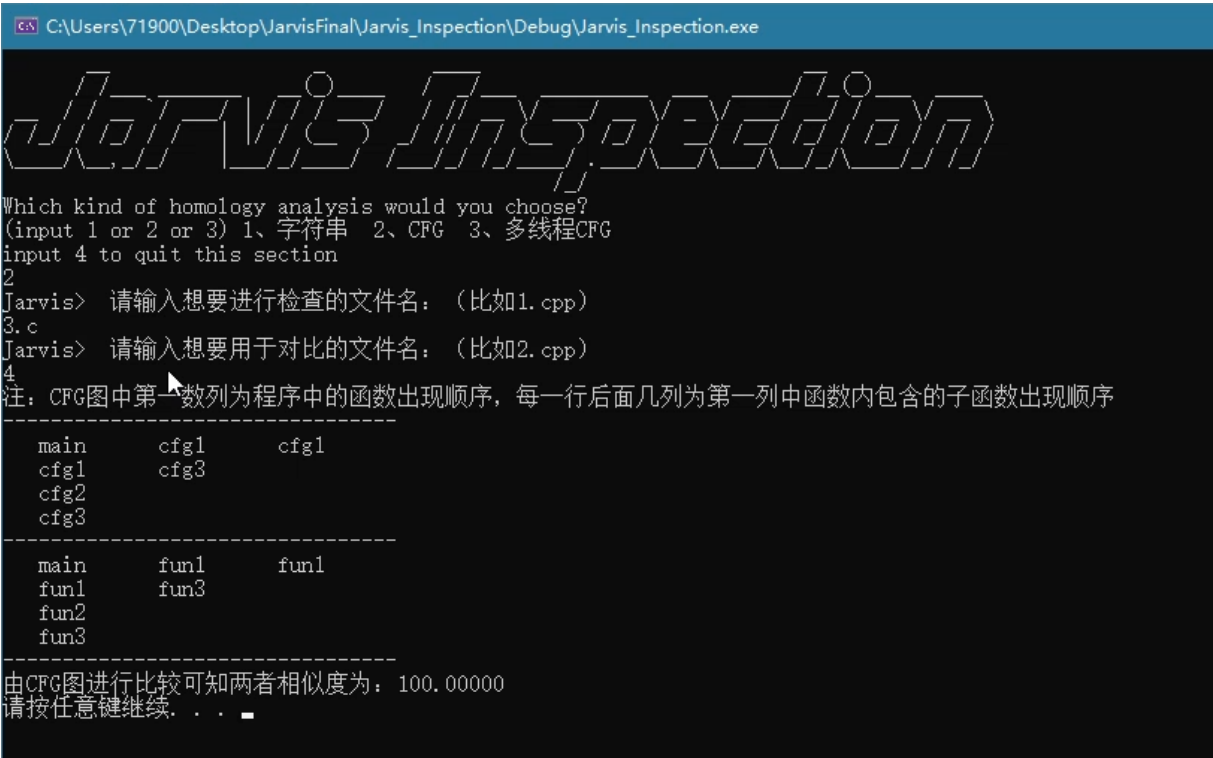 C:\Users\71900\Desktop\JarvisFinal\Jarvis_Inspection\Debug\Jarvis_Inspection.exe
Jarvis Inspection
Which kind of homology analysis would you choose?
(input 1 or 2 or 3) 1、字符串 2、CFG 3、多线程CFG
input 4 to quit this section
2
Jarvis> 请输入想要进行检查的文件名：（比如1.cpp）
3.c
Jarvis> 请输入想要用于对比的文件名：（比如2.cpp）
4
注：CFG图中第一数列为程序中的函数出现顺序，每一行后面几列为第一列中函数内包含的子函数出现顺序
---------------------------------
main cfg1 cfg1
cfg1 cfg3
cfg2
cfg3
---------------------------------
main fun1 fun1
fun1 fun3
fun2
fun3
---------------------------------
由CFG图进行比较可知两者相似度为：100.00000
请按任意键继续. . .